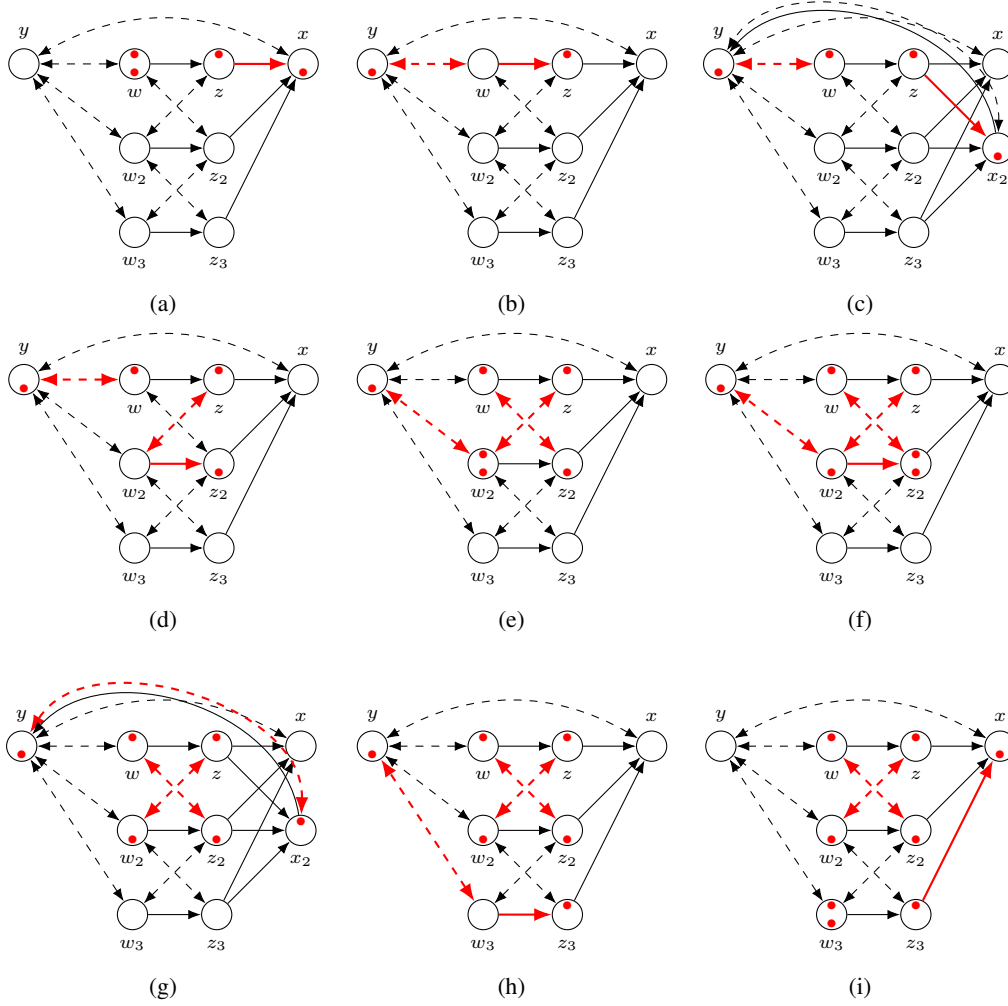 y x y x y x
w z w z w z
w₂ z₂ w₂ z₂ w₂ z₂ x₂
w₃ z₃ w₃ z₃ w₃ z₃
(a) (b) (c)
y x y x y x
w z w z w z
w₂ z₂ w₂ z₂ w₂ z₂
w₃ z₃ w₃ z₃ w₃ z₃
(d) (e) (f)
y x y x y x
w z w z w z
w₂ z₂ x₂ w₂ z₂ w₂ z₂
w₃ z₃ w₃ z₃ w₃ z₃
(g) (h) (i)